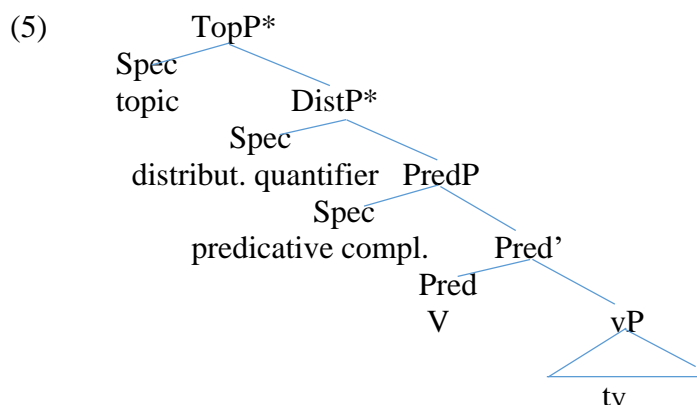 (5) TopP*
Spec
topic DistP*
Spec
distribut. quantifier PredP
Spec
predicative compl. Pred’
Pred
V vP
tv